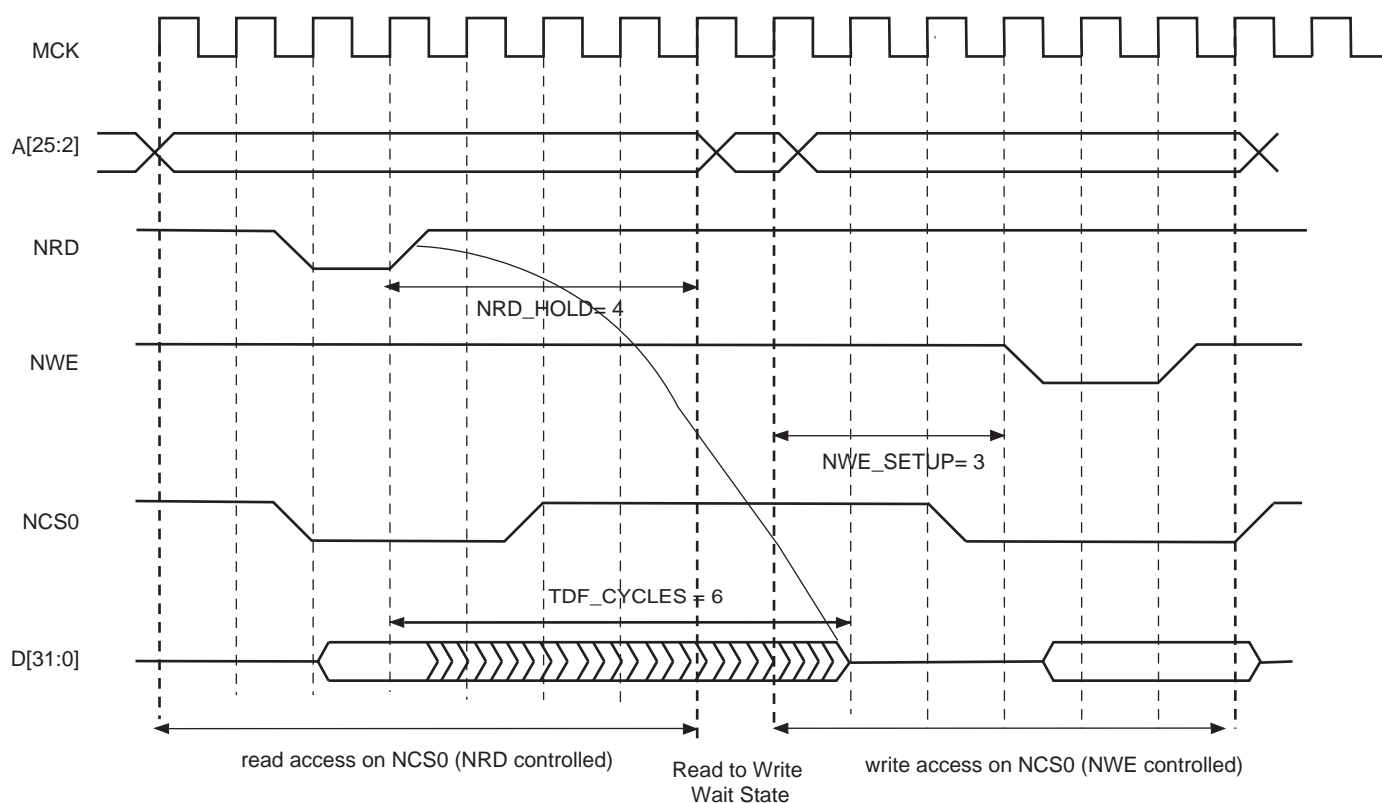 MCK
A[25:2]
NRD
NRD_HOLD= 4
NWE
NWE_SETUP= 3
NCS0
TDF_CYCLES = 6
D[31:0]
read access on NCS0 (NRD controlled)
Read to Write
Wait State
write access on NCS0 (NWE controlled)